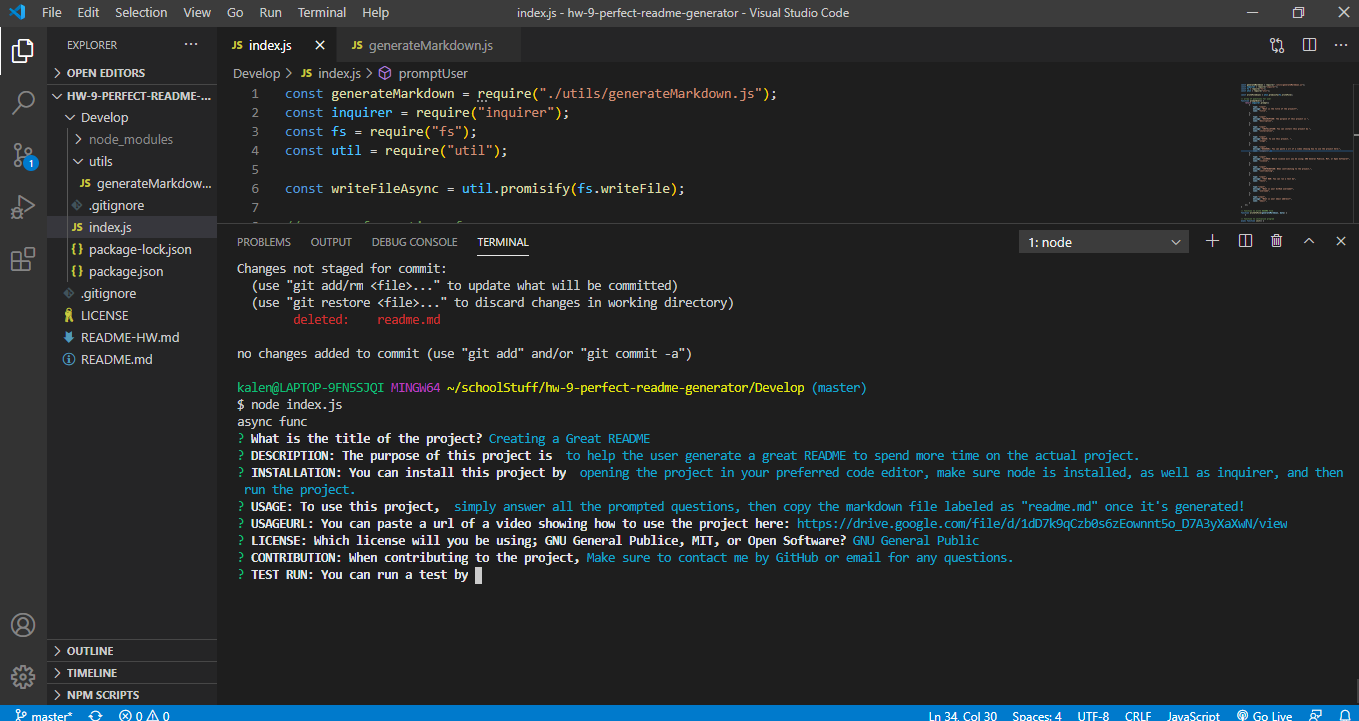 File Edit Selection View Go Run Terminal Help index.js - hw-9-perfect-readme-generator - Visual Studio Code
EXPLORER
OPEN EDITORS
HW-9-PERFECT-README-...
Develop
node_modules
utils
JS generateMarkdow...
.gitignore
JS index.js
{} package-lock.json
{} package.json
.gitignore
LICENSE
README-HW.md
README.md
OUTLINE
TIMELINE
NPM SCRIPTS
1
JS index.js JS generateMarkdown.js
Develop > JS index.js > promptUser
1 const generateMarkdown = require("./utils/generateMarkdown.js");
2 const inquirer = require("inquirer");
3 const fs = require("fs");
4 const util = require("util");
5
6 const writeFileAsync = util.promisify(fs.writeFile);
7
PROBLEMS OUTPUT DEBUG CONSOLE TERMINAL 1: node
Changes not staged for commit:
(use "git add/rm <file>..." to update what will be committed)
(use "git restore <file>..." to discard changes in working directory)
deleted: readme.md
no changes added to commit (use "git add" and/or "git commit -a")
kalen@LAPTOP-9FN5SJQI MINGW64 ~/schoolStuff/hw-9-perfect-readme-generator/Develop (master)
$ node index.js
async func
? What is the title of the project? Creating a Great README
? DESCRIPTION: The purpose of this project is to help the user generate a great README to spend more time on the actual project.
? INSTALLATION: You can install this project by opening the project in your preferred code editor, make sure node is installed, as well as inquirer, and then
run the project.
? USAGE: To use this project, simply answer all the prompted questions, then copy the markdown file labeled as "readme.md" once it's generated!
? USAGEURL: You can paste a url of a video showing how to use the project here: https://drive.google.com/file/d/1dD7k9qCzb0s6zEownnt5o_D7A3yXaXwN/view
? LICENSE: Which license will you be using; GNU General Publice, MIT, or Open Software? GNU General Public
? CONTRIBUTION: When contributing to the project, Make sure to contact me by GitHub or email for any questions.
? TEST RUN: You can run a test by
master* 0 0 Ln 34, Col 30 Spaces: 4 UTF-8 CRLF JavaScript Go Live